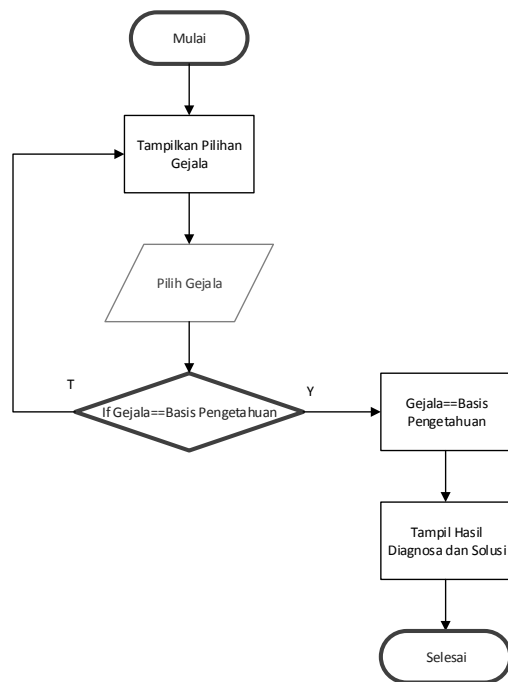 Mulai
Tampilkan Pilihan
Gejala
Pilih Gejala
T
If Gejala==Basis Pengetahuan
Y
Gejala==Basis
Pengetahuan
Tampil Hasil
Diagnosa dan Solusi
Selesai